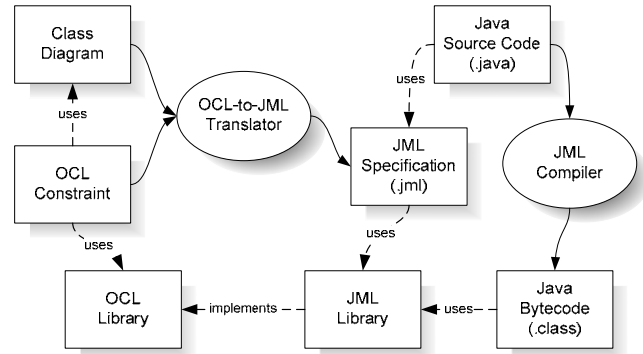 Class
Diagram
Java
Source Code
(.java)
uses
uses
OCL-to-JML
Translator
JML
Specification
(.jml)
JML
Compiler
OCL
Constraint
uses
uses
OCL
Library
implements
JML
Library
uses
Java
Bytecode
(.class)